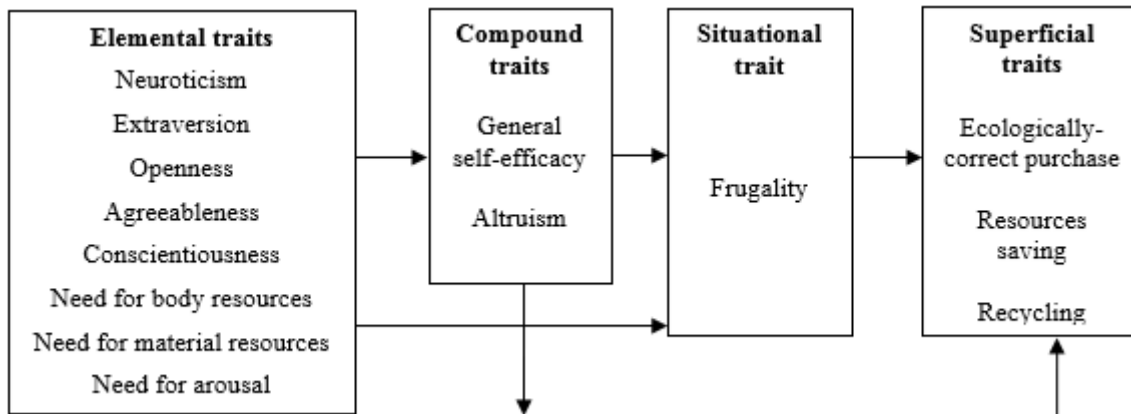 Elemental traits
Neuroticism
Extraversion
Openness
Agreeableness
Conscientiousness
Need for body resources
Need for material resources
Need for arousal
Compound
traits
General
self-efficacy
Altruism
Situational
trait
Frugality
Superficial
traits
Ecologically-
correct purchase
Resources
saving
Recycling